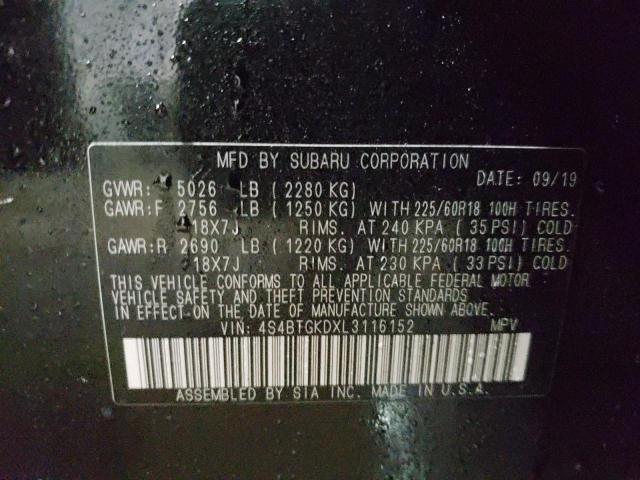 MFD BY SUBARU CORPORATION
DATE: 09/19
GVWR: 5026 LB ( 2280 KG)
GAWR:F 2756 LB ( 1250 KG) WITH 225/60R18 100H TIRES.
18X7J RIMS. AT 240 KPA ( 35 PSI) COLD
GAWR:R 2690 LB ( 1220 KG) WITH 225/60R18 100H TIRES.
18X7J RIMS. AT 230 KPA ( 33 PSI) COLD
THIS VEHICLE CONFORMS TO ALL APPLICABLE FEDERAL MOTOR
VEHICLE SAFETY AND THEFT PREVENTION STANDARDS
IN EFFECT ON THE DATE OF MANUFACTURE SHOWN ABOVE.
VIN: 4S4BTGKDXL3116152 MPV
ASSEMBLED BY SIA INC. MADE IN U.S.A.